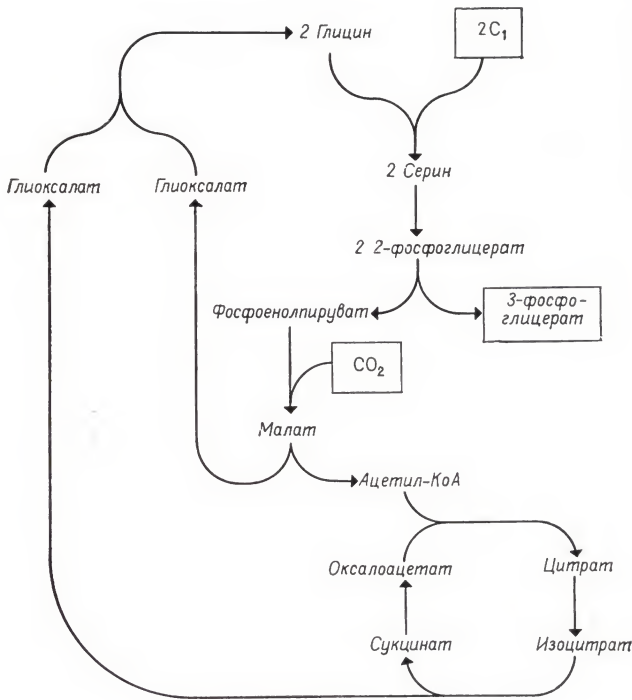 2 Глицин
2C₁
Глиоксалат
Глиоксалат
2 Серин
2 2-фосфоглицерат
Фосфоенолпируват
3-фосфо-
глицерат
CO₂
Малат
Ацетил-КоА
Оксалоацетат
Цитрат
Сукцинат
Изоцитрат